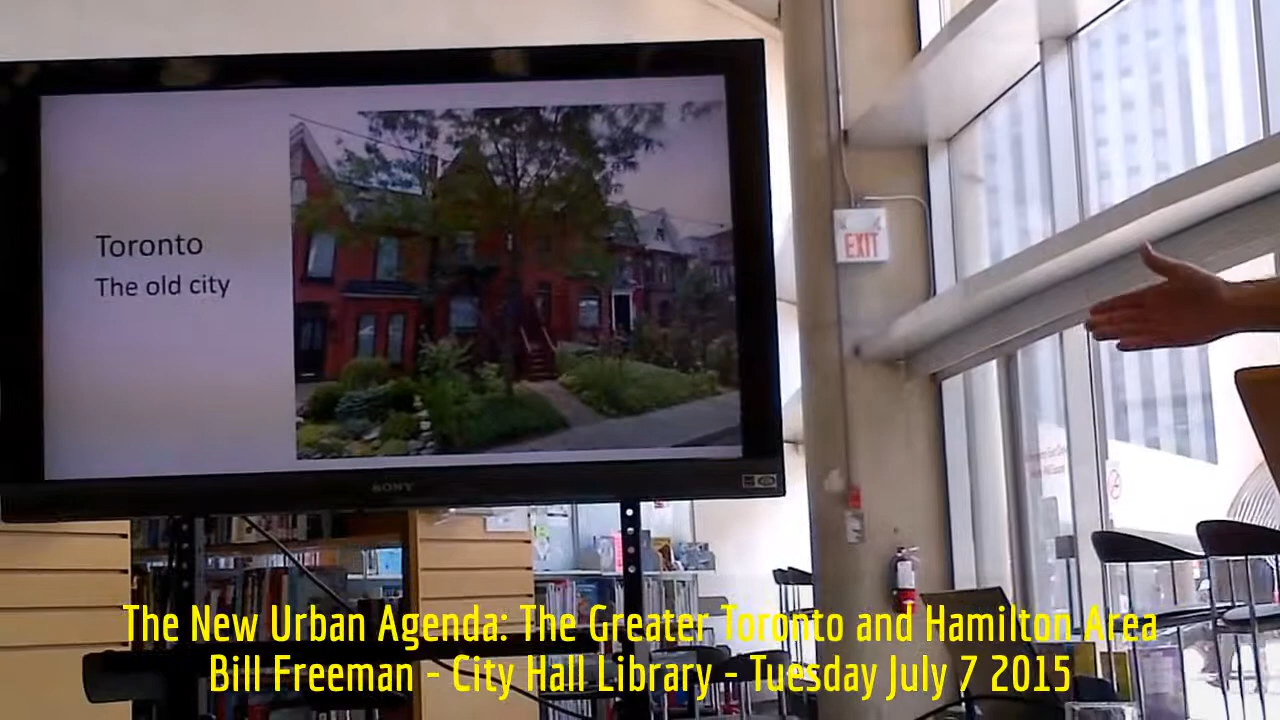 Toronto
The old city
EXIT
SONY
The New Urban Agenda: The Greater Toronto and Hamilton Area
Bill Freeman - City Hall Library - Tuesday July 7 2015